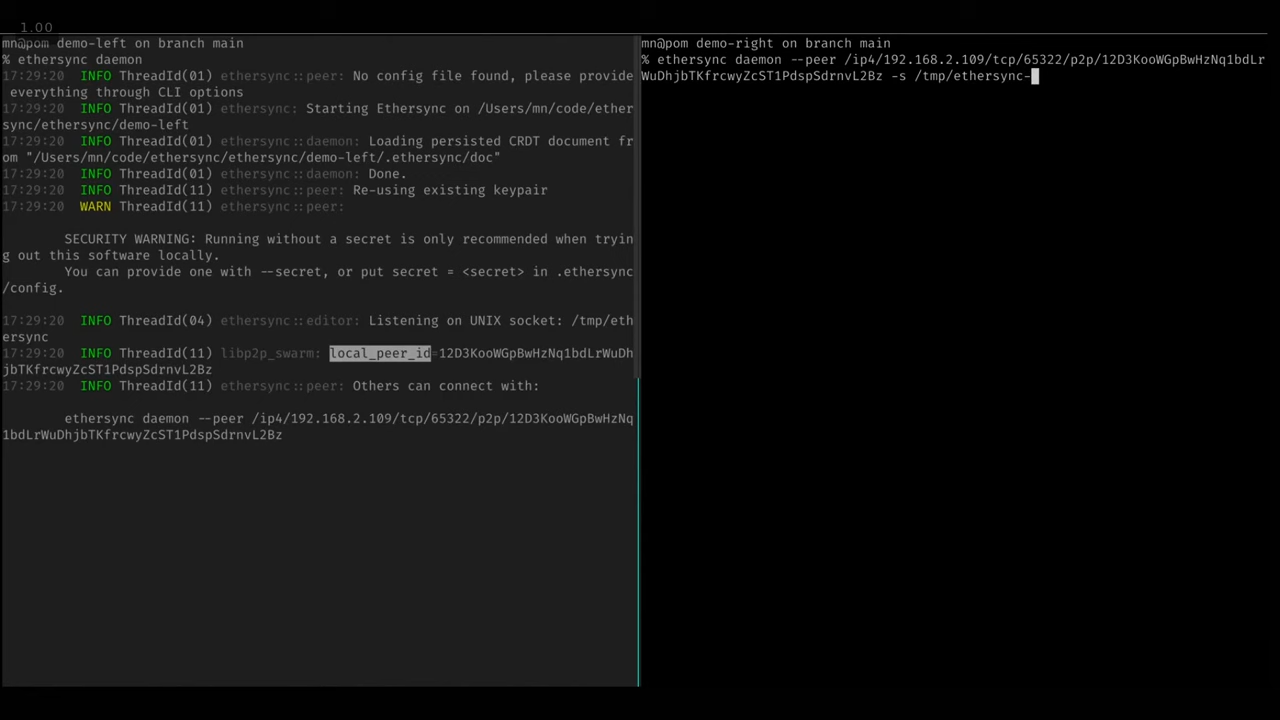 1.00
mn@pom demo-left on branch main
% ethersync daemon
17:29:20 INFO ThreadId(01) ethersync::peer: No config file found, please provide
everything through CLI options
17:29:20 INFO ThreadId(01) ethersync: Starting Ethersync on /Users/mn/code/ether
sync/ethersync/demo-left
17:29:20 INFO ThreadId(01) ethersync::daemon: Loading persisted CRDT document fr
om "/Users/mn/code/ethersync/ethersync/demo-left/.ethersync/doc"
17:29:20 INFO ThreadId(01) ethersync::daemon: Done.
17:29:20 INFO ThreadId(11) ethersync::peer: Re-using existing keypair
17:29:20 WARN ThreadId(11) ethersync::peer:
SECURITY WARNING: Running without a secret is only recommended when tryin
g out this software locally.
You can provide one with --secret, or put secret = <secret> in .ethersync
/config.
17:29:20 INFO ThreadId(04) ethersync::editor: Listening on UNIX socket: /tmp/eth
ersync
17:29:20 INFO ThreadId(11) libp2p_swarm: local_peer_id=12D3KooWGpBwHzNq1bdLrWuDh
jbTKfrcwyZcST1PdspSdrnvL2Bz
17:29:20 INFO ThreadId(11) ethersync::peer: Others can connect with:
ethersync daemon --peer /ip4/192.168.2.109/tcp/65322/p2p/12D3KooWGpBwHzNq
1bdLrWuDhjbTKfrcwyZcST1PdspSdrnvL2Bz
mn@pom demo-right on branch main
% ethersync daemon --peer /ip4/192.168.2.109/tcp/65322/p2p/12D3KooWGpBwHzNq1bdLr
WuDhjbTKfrcwyZcST1PdspSdrnvL2Bz -s /tmp/ethersync-